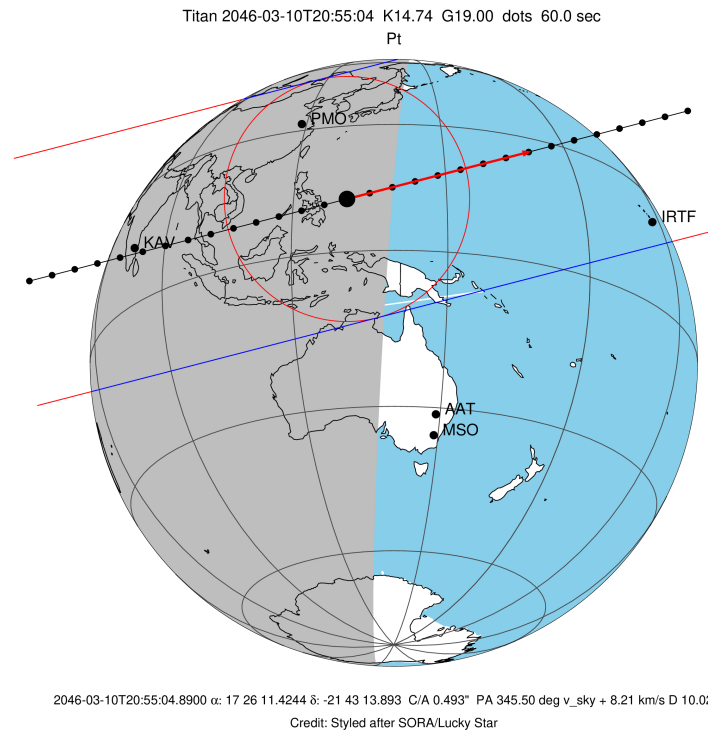 Titan 2046-03-10T20:55:04 K14.74 G19.00 dots 60.0 sec
Pt
PMO
IRTF
KAV
AAT
MSO
2046-03-10T20:55:04.8900 α: 17 26 11.4244 δ: -21 43 13.893 C/A 0.493" PA 345.50 deg v_sky + 8.21 km/s D 10.02
Credit: Styled after SORA/Lucky Star